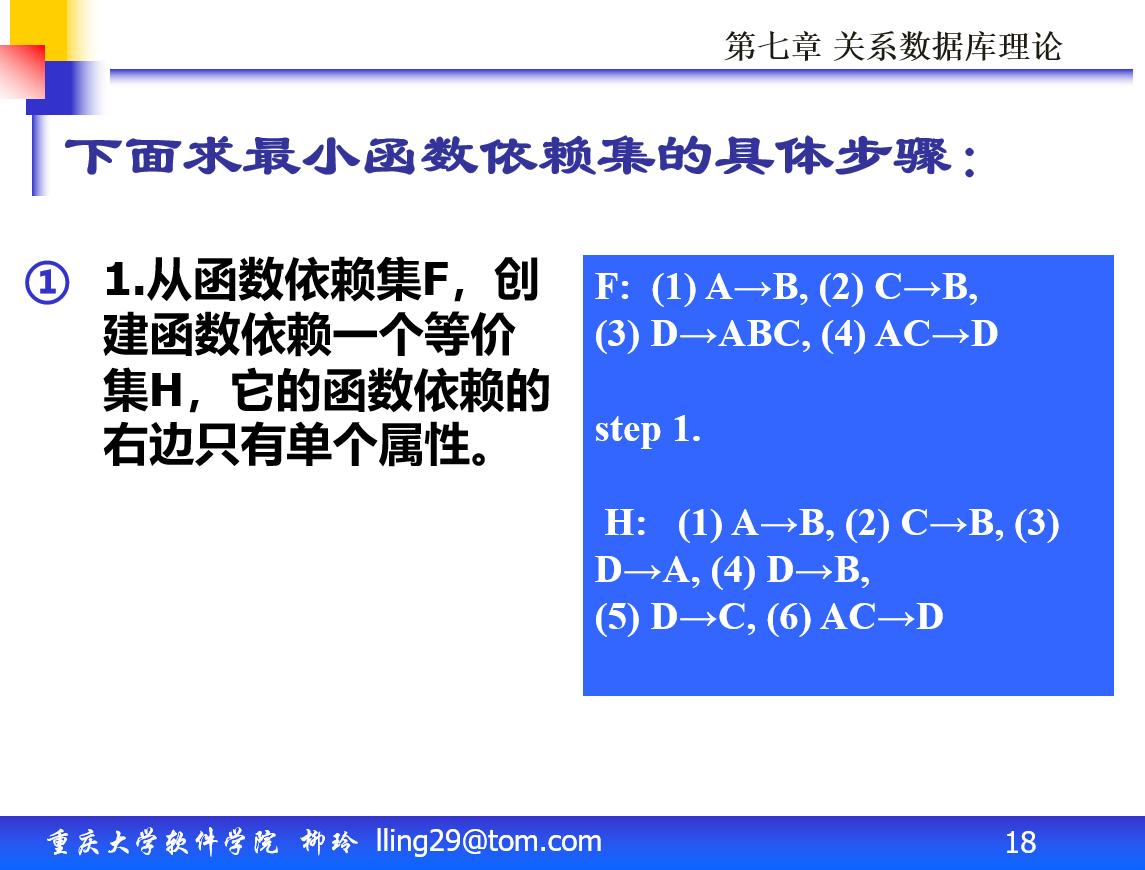 第七章 关系数据库理论
下面求最小函数依赖集的具体步骤：
① 1.从函数依赖集F，创
建函数依赖一个等价
集H，它的函数依赖的
右边只有单个属性。
F: (1) A→B, (2) C→B,
(3) D→ABC, (4) AC→D
step 1.
H: (1) A→B, (2) C→B, (3)
D→A, (4) D→B,
(5) D→C, (6) AC→D
重庆大学软件学院 柳玲 lling29@tom.com
18